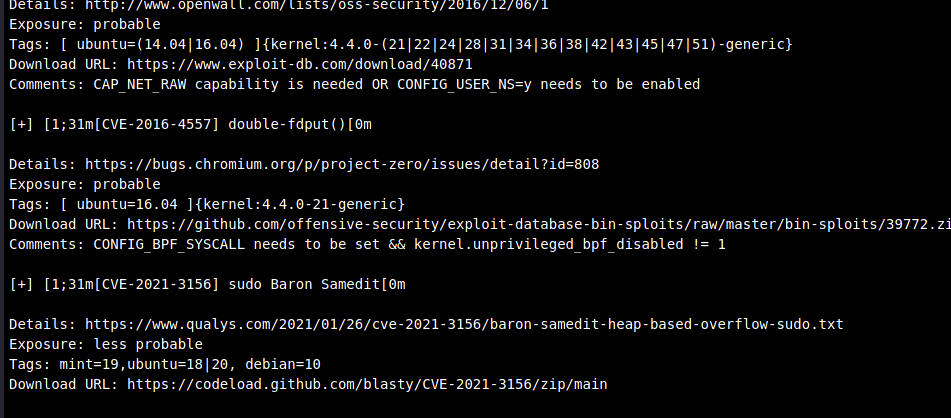 Details: http://www.openwall.com/lists/oss-security/2016/12/06/1
Exposure: probable
Tags: [ ubuntu=(14.04|16.04) ]{kernel:4.4.0-(21|22|24|28|31|34|36|38|42|43|45|47|51)-generic}
Download URL: https://www.exploit-db.com/download/40871
Comments: CAP_NET_RAW capability is needed OR CONFIG_USER_NS=y needs to be enabled
[+] [1;31m[CVE-2016-4557] double-fdput()[0m
Details: https://bugs.chromium.org/p/project-zero/issues/detail?id=808
Exposure: probable
Tags: [ ubuntu=16.04 ]{kernel:4.4.0-21-generic}
Download URL: https://github.com/offensive-security/exploit-database-bin-sploits/raw/master/bin-sploits/39772.zi
Comments: CONFIG_BPF_SYSCALL needs to be set && kernel.unprivileged_bpf_disabled != 1
[+] [1;31m[CVE-2021-3156] sudo Baron Samedit[0m
Details: https://www.qualys.com/2021/01/26/cve-2021-3156/baron-samedit-heap-based-overflow-sudo.txt
Exposure: less probable
Tags: mint=19,ubuntu=18|20, debian=10
Download URL: https://codeload.github.com/blasty/CVE-2021-3156/zip/main